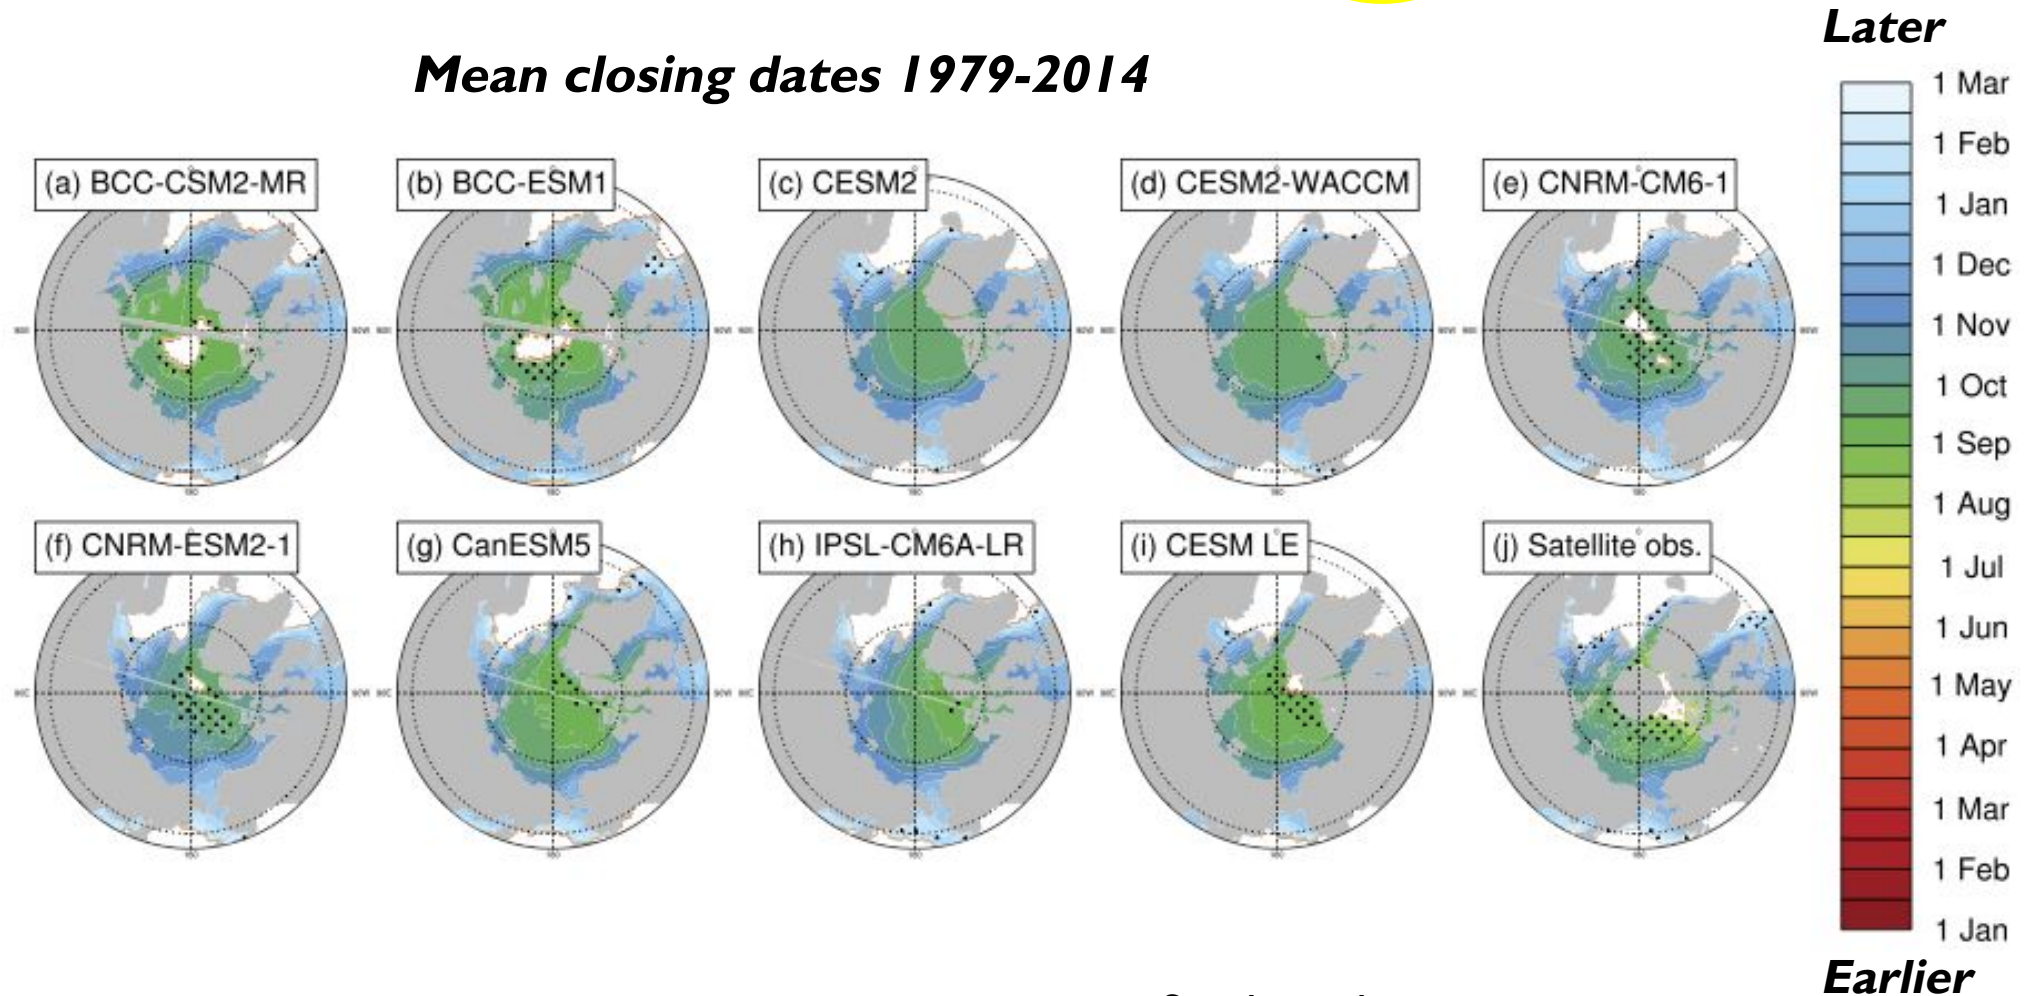 Later
Mean closing dates 1979-2014
1 Mar
1 Feb
1 Jan
1 Dec
1 Nov
1 Oct
1 Sep
1 Aug
1 Jul
1 Jun
1 May
1 Apr
1 Mar
1 Feb
1 Jan
Earlier
(a) BCC-CSM2-MR
(b) BCC-ESM1
(c) CESM2
(d) CESM2-WACCM
(e) CNRM-CM6-1
(f) CNRM-ESM2-1
(g) CanESM5
(h) IPSL-CM6A-LR
(i) CESM LE
(j) Satellite obs.